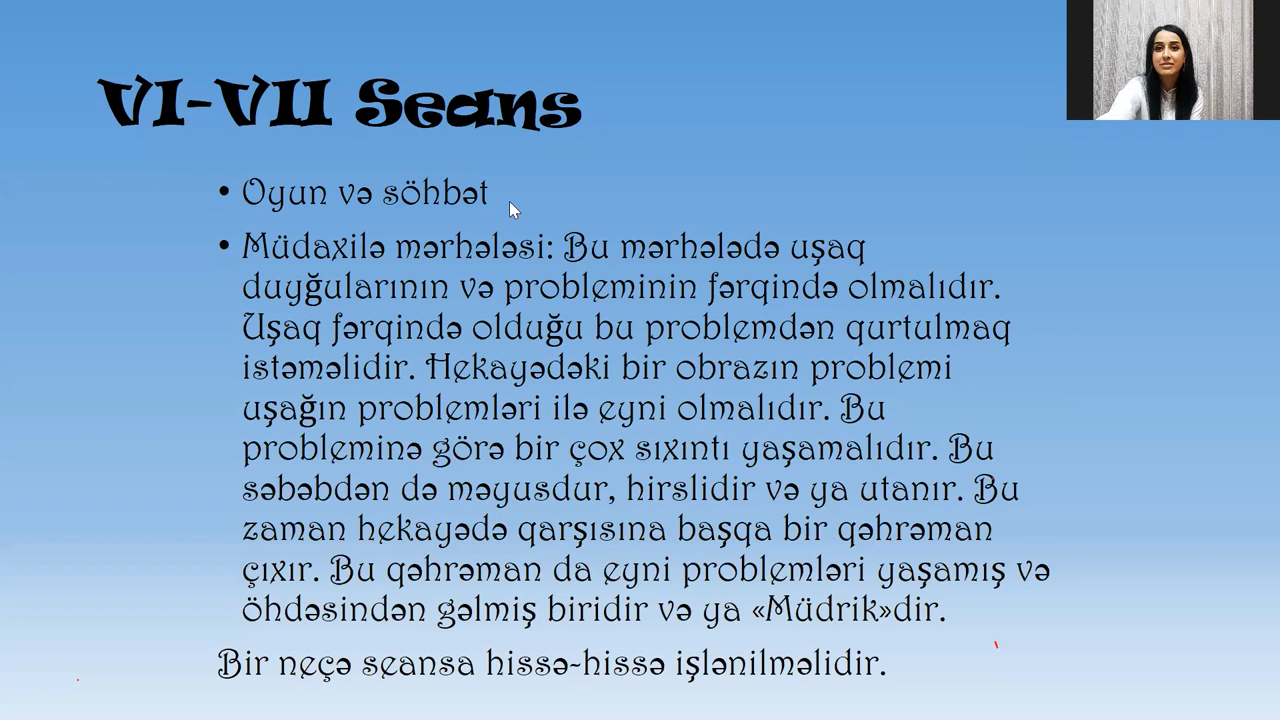 VI-VII Seans
• Oyun və söhbət
• Müdaxilə mərhələsi: Bu mərhələdə uşaq
duyğularının və probleminin fərqində olmalıdır.
Uşaq fərqində olduğu bu problemdən qurtulmaq
istəməlidir. Hekayədəki bir obrazın problemi
uşağın problemləri ilə eyni olmalıdır. Bu
probleminə görə bir çox sıxıntı yaşamalıdır. Bu
səbəbdən də məyusdur, hirslidir və ya utanır. Bu
zaman hekayədə qarşısına başqa bir qəhrəman
çıxır. Bu qəhrəman da eyni problemləri yaşamış və
öhdəsindən gəlmiş biridir və ya «Müdrik»dir.
Bir neçə seansa hissə-hissə işlənilməlidir.